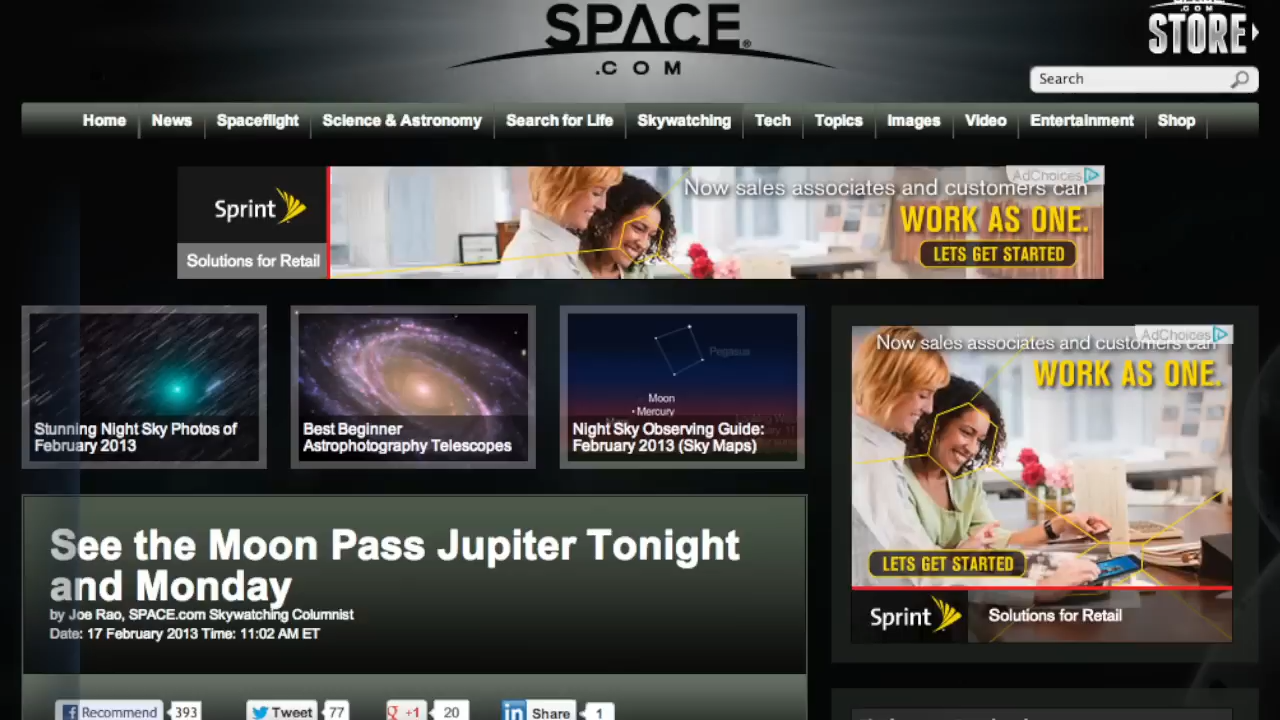 SPACE
.COM
.COM
STORE
Search
Home News Spaceflight Science & Astronomy Search for Life Skywatching Tech Topics Images Video Entertainment Shop
Sprint
Solutions for Retail
AdChoices
Now sales associates and customers can
WORK AS ONE.
LETS GET STARTED
Stunning Night Sky Photos of
February 2013
Best Beginner
Astrophotography Telescopes
Pegasus
Moon
Mercury
Night Sky Observing Guide:
February 2013 (Sky Maps)
AdChoices
Now sales associates and customers can
WORK AS ONE.
LETS GET STARTED
Sprint
Solutions for Retail
See the Moon Pass Jupiter Tonight
and Monday
by Joe Rao, SPACE.com Skywatching Columnist
Date: 17 February 2013 Time: 11:02 AM ET
Recommend 393 Tweet 77 +1 20 in Share 1